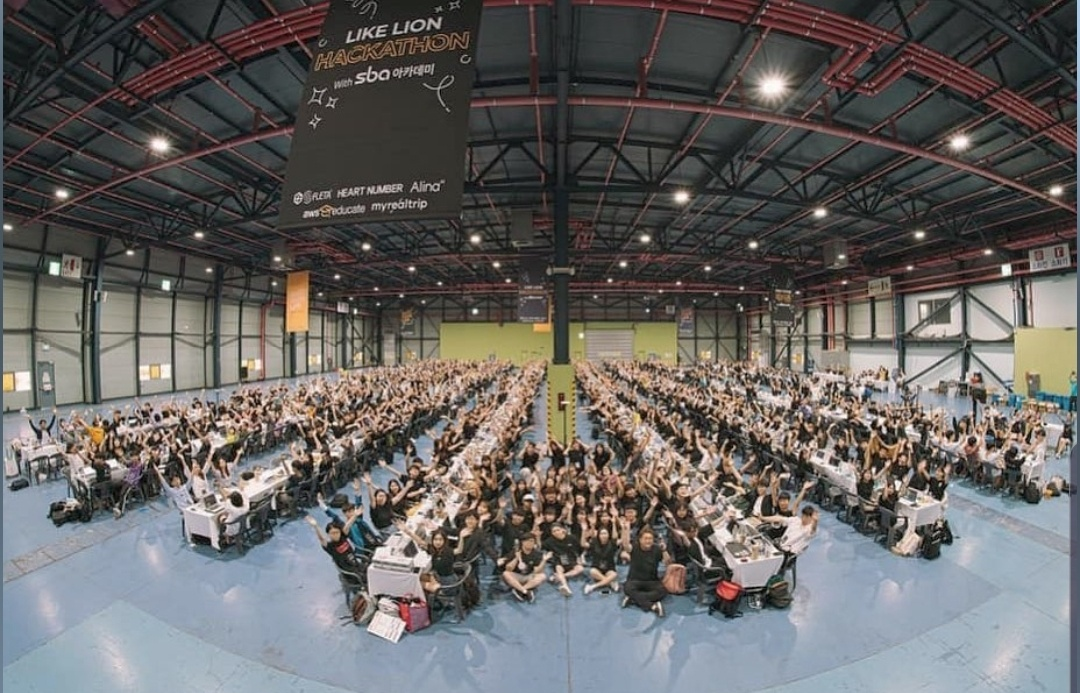 LIKE LION
HACKATHON
With sba 아카데미
FLETA HEART NUMBER Alina
aws educate myrealtrip